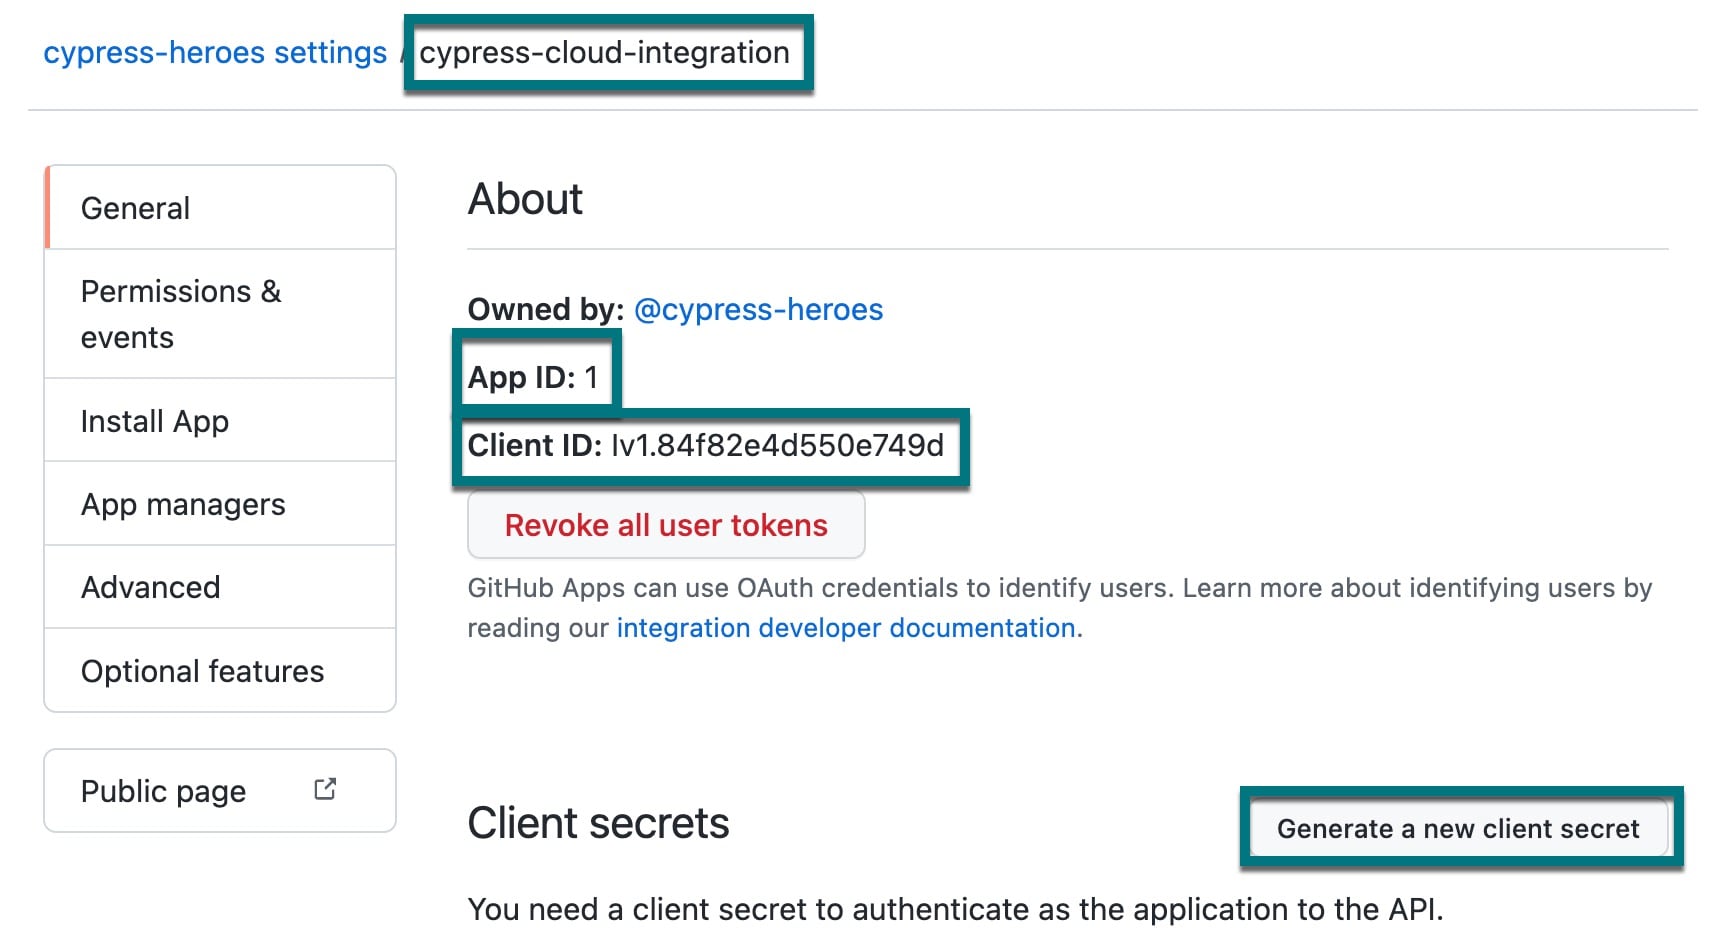 cypress-heroes settings / cypress-cloud-integration
General
Permissions &
events
Install App
App managers
Advanced
Optional features
Public page
About
Owned by: @cypress-heroes
App ID: 1
Client ID: Iv1.84f82e4d550e749d
Revoke all user tokens
GitHub Apps can use OAuth credentials to identify users. Learn more about identifying users by
reading our integration developer documentation.
Client secrets
Generate a new client secret
You need a client secret to authenticate as the application to the API.